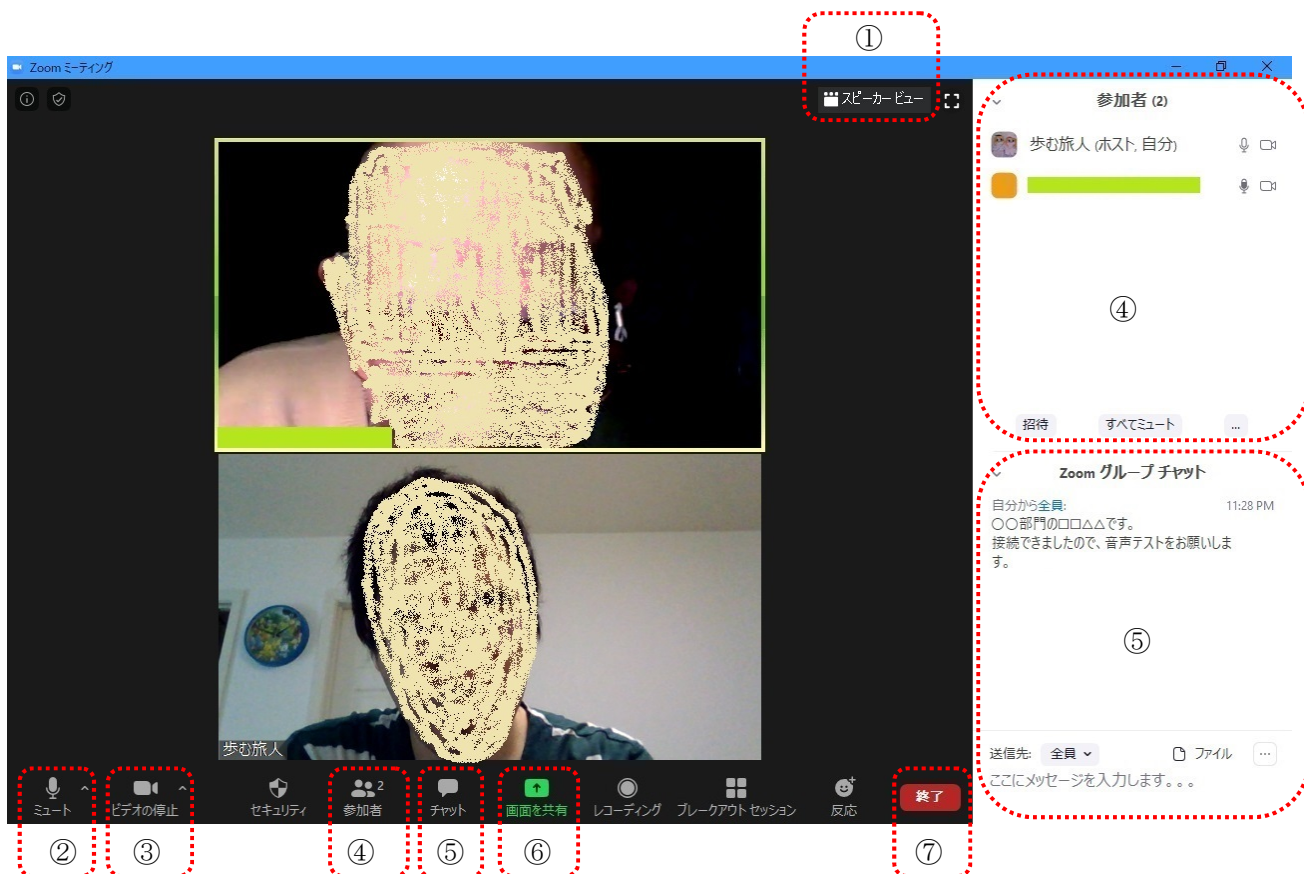 ①
Zoom ミーティング
スピーカー ビュー
参加者 (2)
歩む旅人 (ホスト, 自分)
④
招待 すべてミュート ...
Zoom グループ チャット
自分から全員: 11:28 PM
〇〇部門の□□△△です。
接続できましたので、音声テストをお願いしま
す。
⑤
歩む旅人
送信先: 全員 ファイル ...
ここにメッセージを入力します。。。
ミュート ビデオの停止 セキュリティ 参加者 2 チャット 画面を共有 レコーディング ブレークアウト セッション 反応 終了
② ③ ④ ⑤ ⑥ ⑦